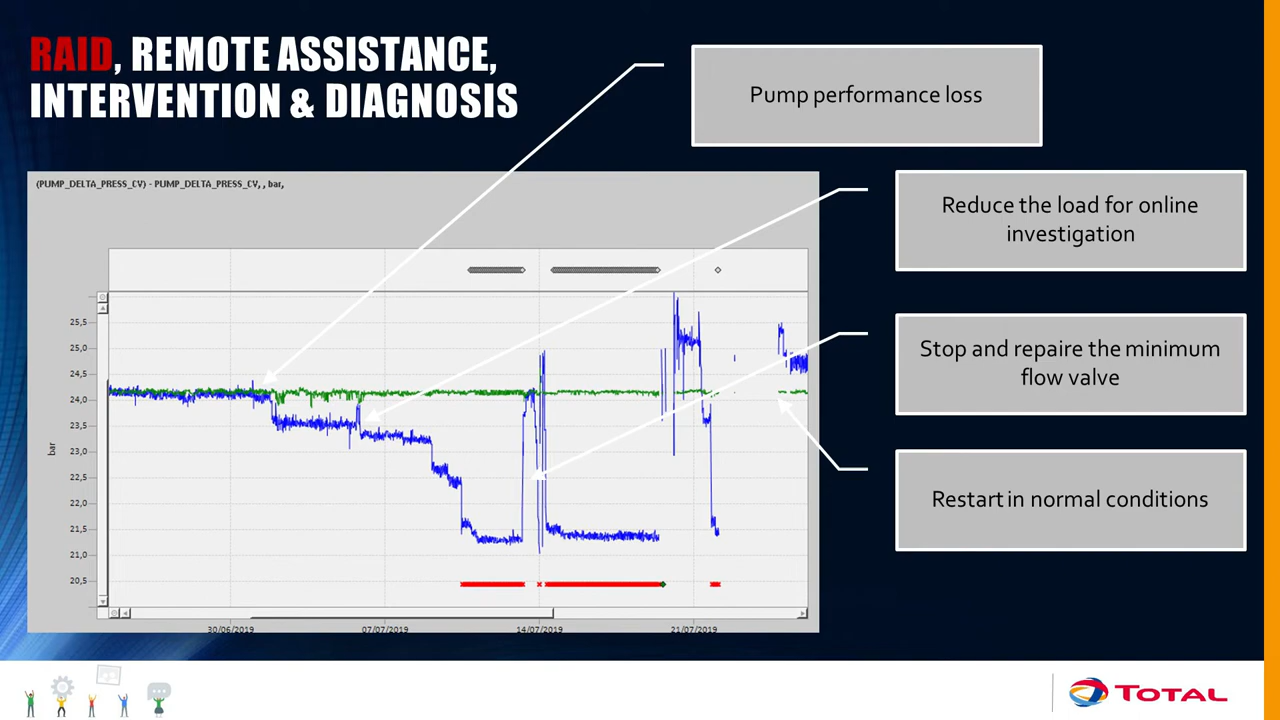 RAID, REMOTE ASSISTANCE,
INTERVENTION & DIAGNOSIS
Pump performance loss
(PUMP_DELTA_PRESS_CV) - PUMP_DELTA_PRESS_CV, , bar,
Reduce the load for online
investigation
Stop and repaire the minimum
flow valve
Restart in normal conditions
25,5
25,0
24,5
24,0
23,5
23,0
22,5
22,0
21,5
21,0
20,5
bar
30/06/2019
07/07/2019
14/07/2019
21/07/2019
TOTAL